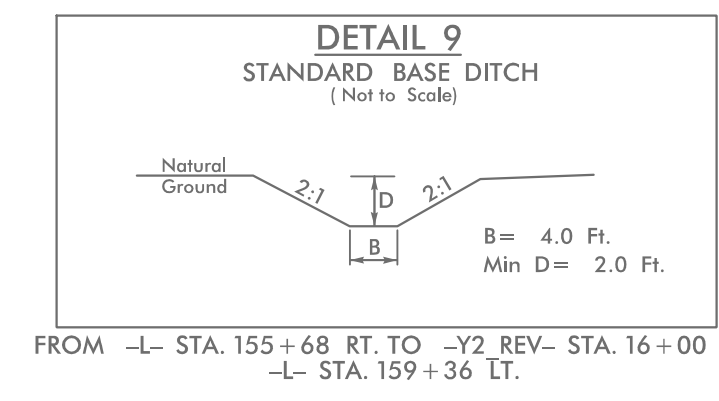 DETAIL 9
STANDARD BASE DITCH
( Not to Scale)
Natural
Ground
2:1
D
2:1
B
B= 4.0 Ft.
Min D= 2.0 Ft.
FROM -L- STA. 155+68 RT. TO -Y2_REV- STA. 16+00
-L- STA. 159+36 LT.